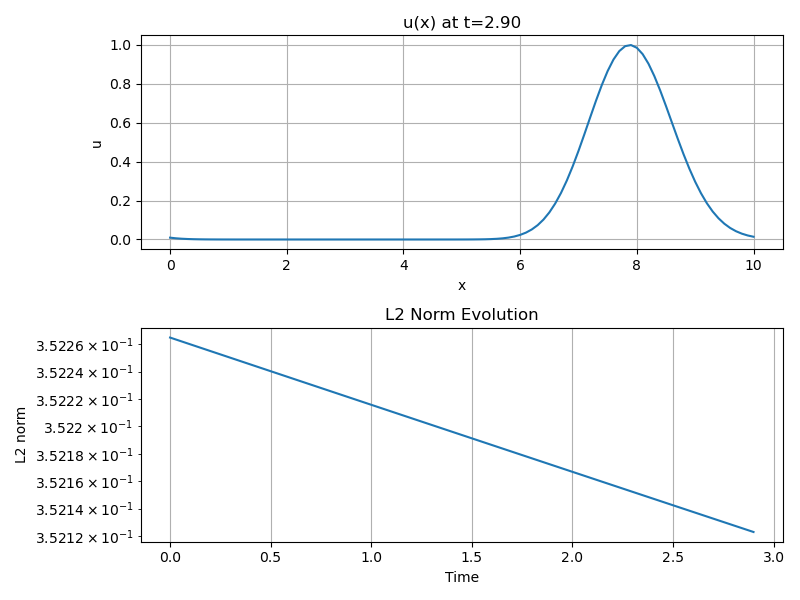 u(x) at t=2.90
u
1.0
0.8
0.6
0.4
0.2
0.0
0 2 4 6 8 10
x
L2 Norm Evolution
L2 norm
3.5226 × 10⁻¹
3.5224 × 10⁻¹
3.5222 × 10⁻¹
3.522 × 10⁻¹
3.5218 × 10⁻¹
3.5216 × 10⁻¹
3.5214 × 10⁻¹
3.5212 × 10⁻¹
0.0 0.5 1.0 1.5 2.0 2.5 3.0
Time